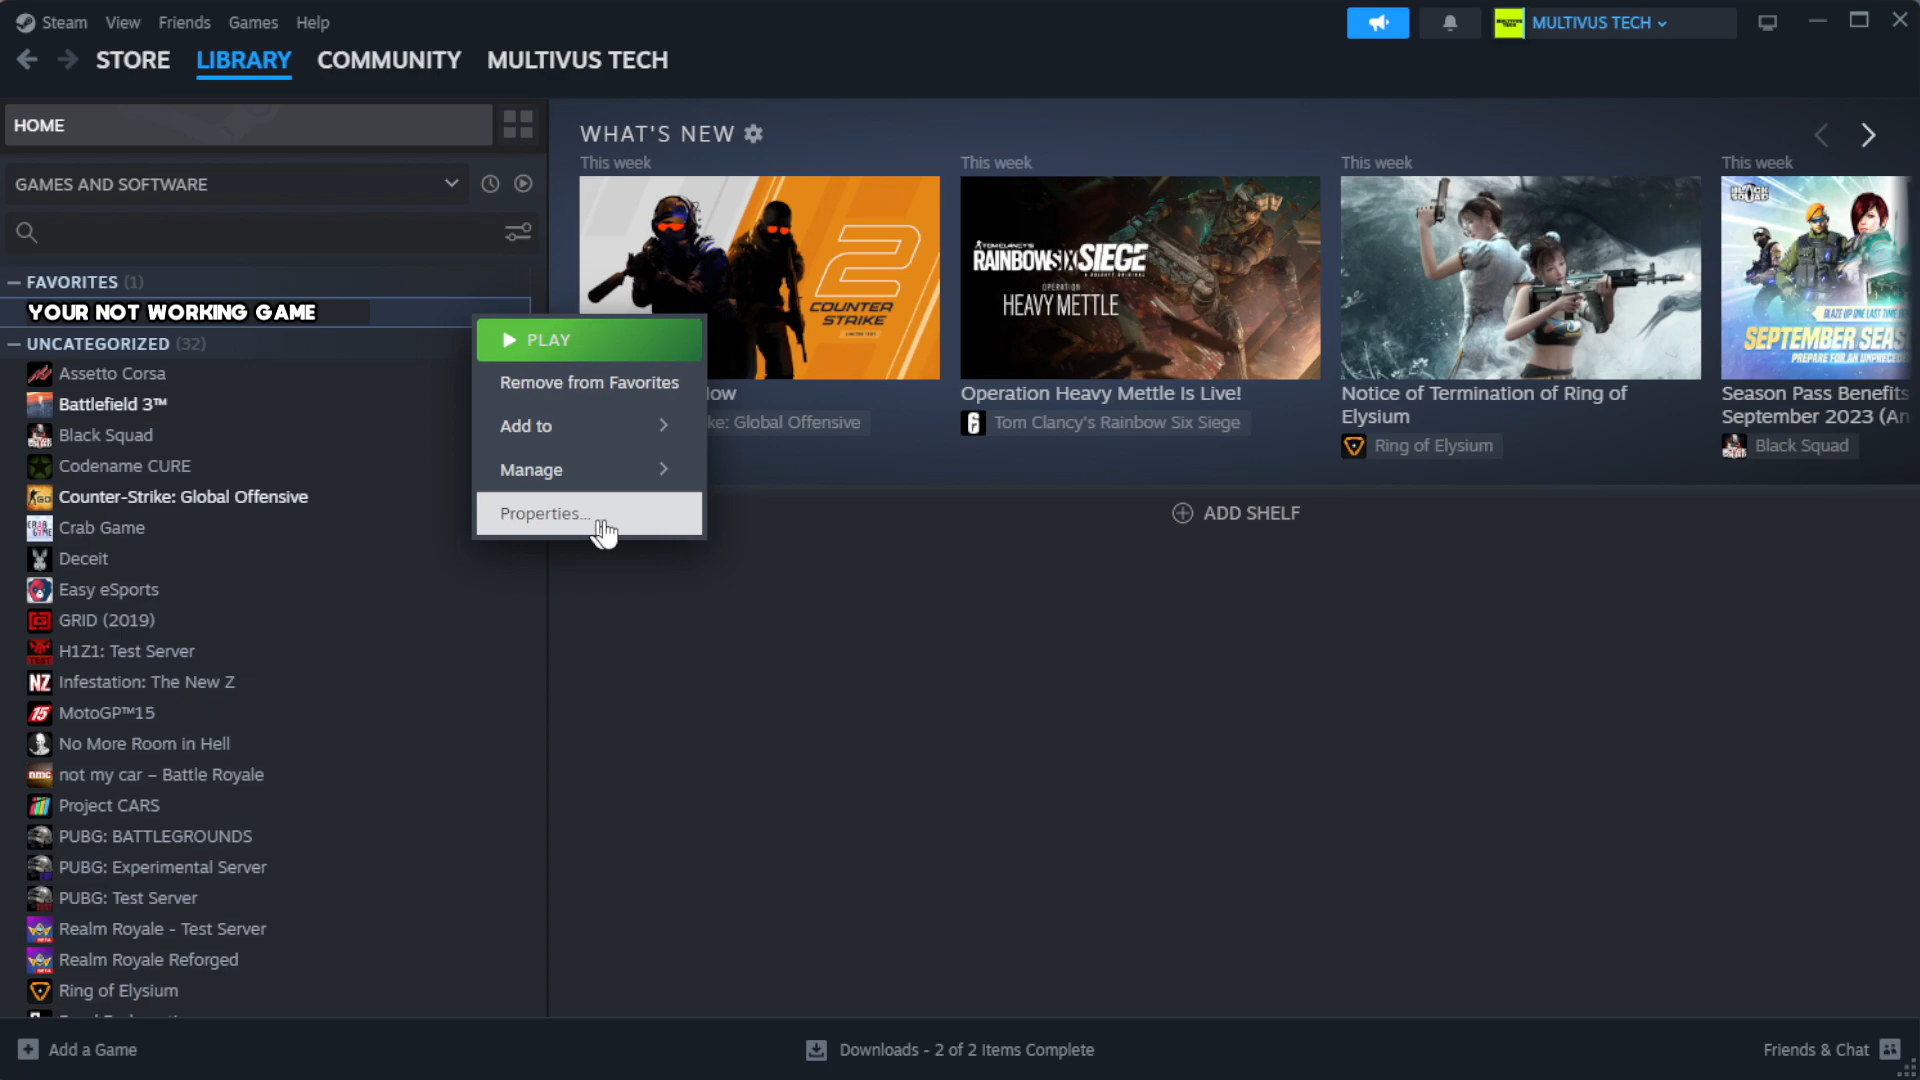 Steam View Friends Games Help
MULTIVUS TECH
STORE LIBRARY COMMUNITY MULTIVUS TECH
HOME
GAMES AND SOFTWARE
FAVORITES (1)
YOUR NOT WORKING GAME
UNCATEGORIZED (32)
Assetto Corsa
Battlefield 3™
Black Squad
Codename CURE
Counter-Strike: Global Offensive
Crab Game
Deceit
Easy eSports
GRID (2019)
H1Z1: Test Server
Infestation: The New Z
MotoGP™15
No More Room in Hell
not my car – Battle Royale
Project CARS
PUBG: BATTLEGROUNDS
PUBG: Experimental Server
PUBG: Test Server
Realm Royale - Test Server
Realm Royale Reforged
Ring of Elysium
PLAY
Remove from Favorites
Add to
Manage
Properties...
WHAT'S NEW
This week
2
COUNTER
STRIKE
low
ke: Global Offensive
This week
TOM CLANCY'S
RAINBOW SIX SIEGE
OPERATION
HEAVY METTLE
Operation Heavy Mettle Is Live!
Tom Clancy's Rainbow Six Siege
This week
Notice of Termination of Ring of
Elysium
Ring of Elysium
This week
BLACK
SQUAD
BLAZE UP ONE LAST TIME
SEPTEMBER SEAS
PREPARE FOR AN UNPRECEDE
Season Pass Benefits
September 2023 (An
Black Squad
ADD SHELF
Add a Game
Downloads - 2 of 2 Items Complete
Friends & Chat